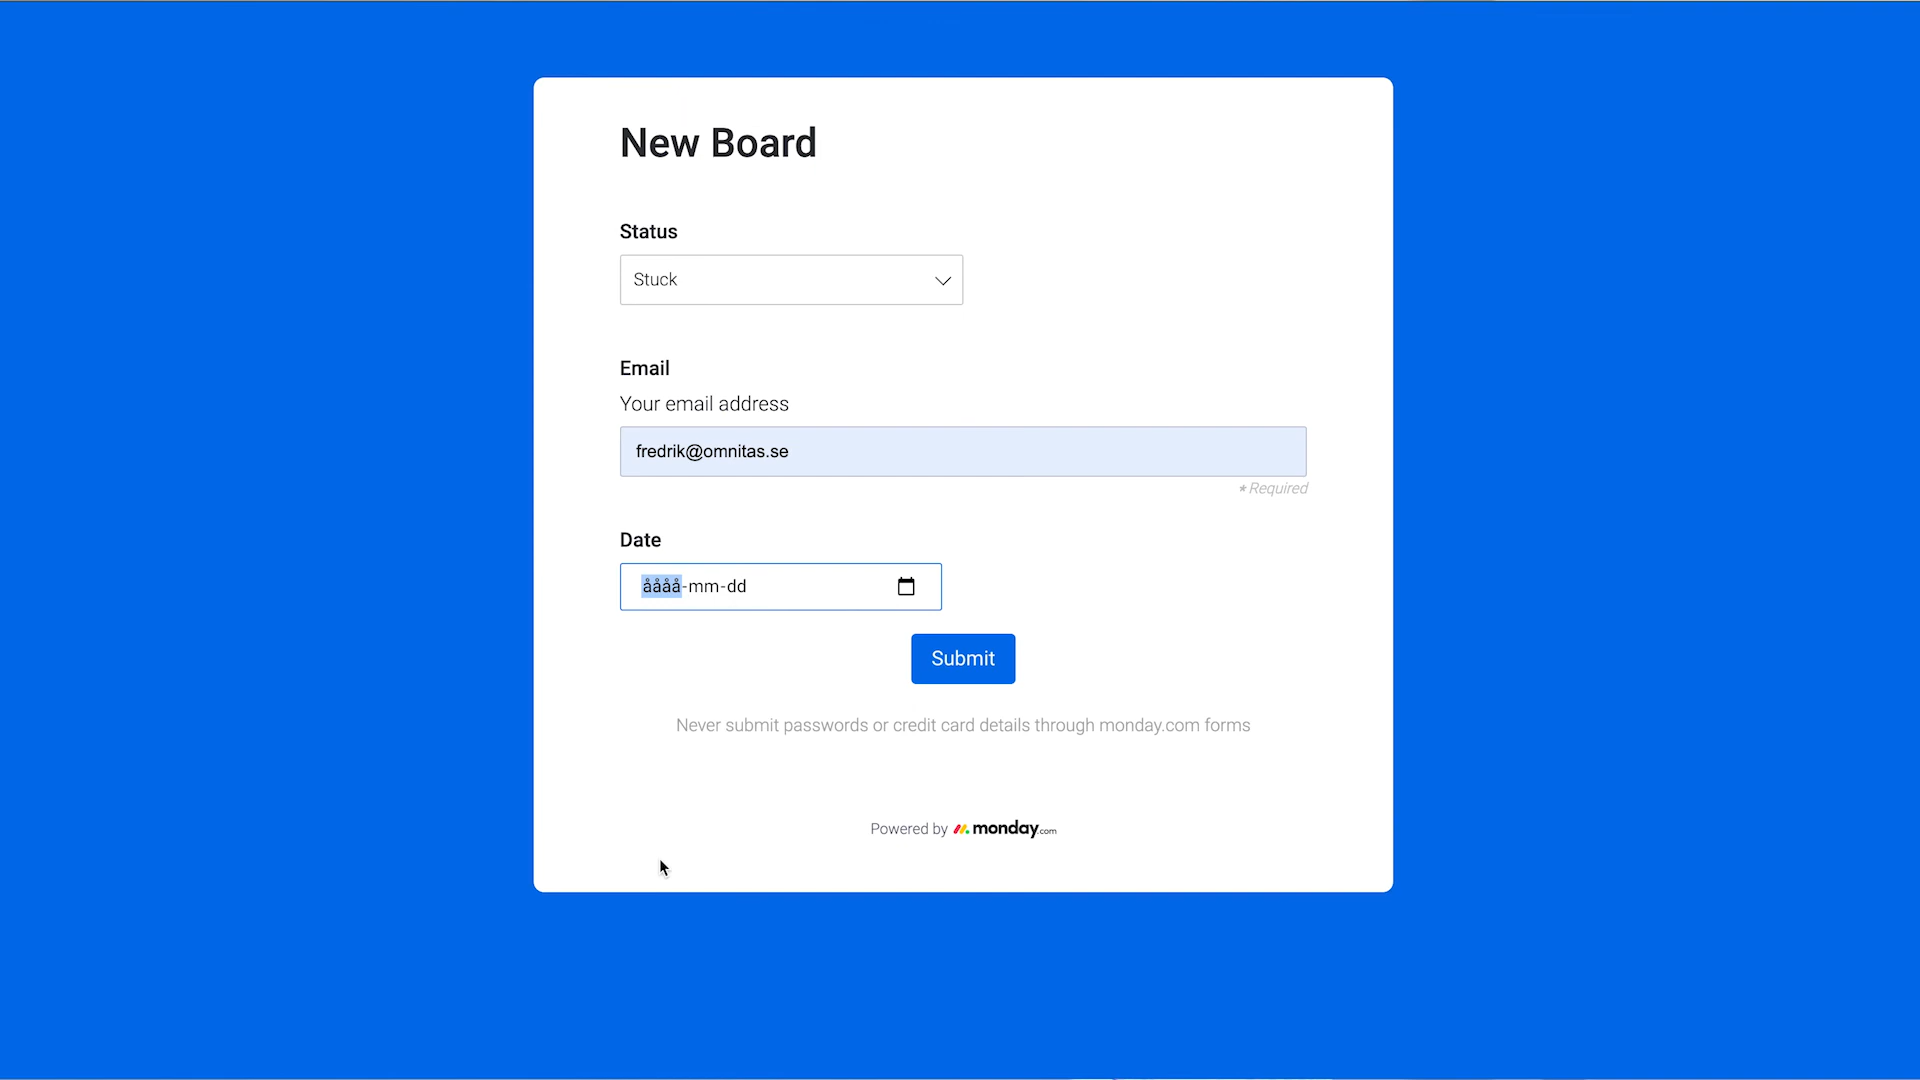 New Board
Status
Stuck
Email
Your email address
fredrik@omnitas.se
* Required
Date
åååå-mm-dd
Submit
Never submit passwords or credit card details through monday.com forms
Powered by monday.com